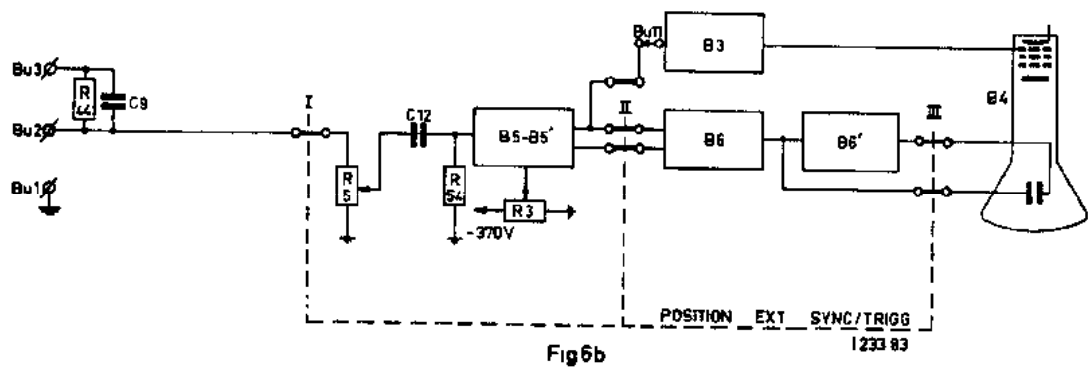 Bu3
R 44
C9
Bu2
Bu1
I
R 5
C12
R 54
B5-B5'
R3
-370V
II
Bu11
B3
B6
B6'
III
B4
POSITION EXT SYNC/TRIGG
I 233 83
Fig 6b